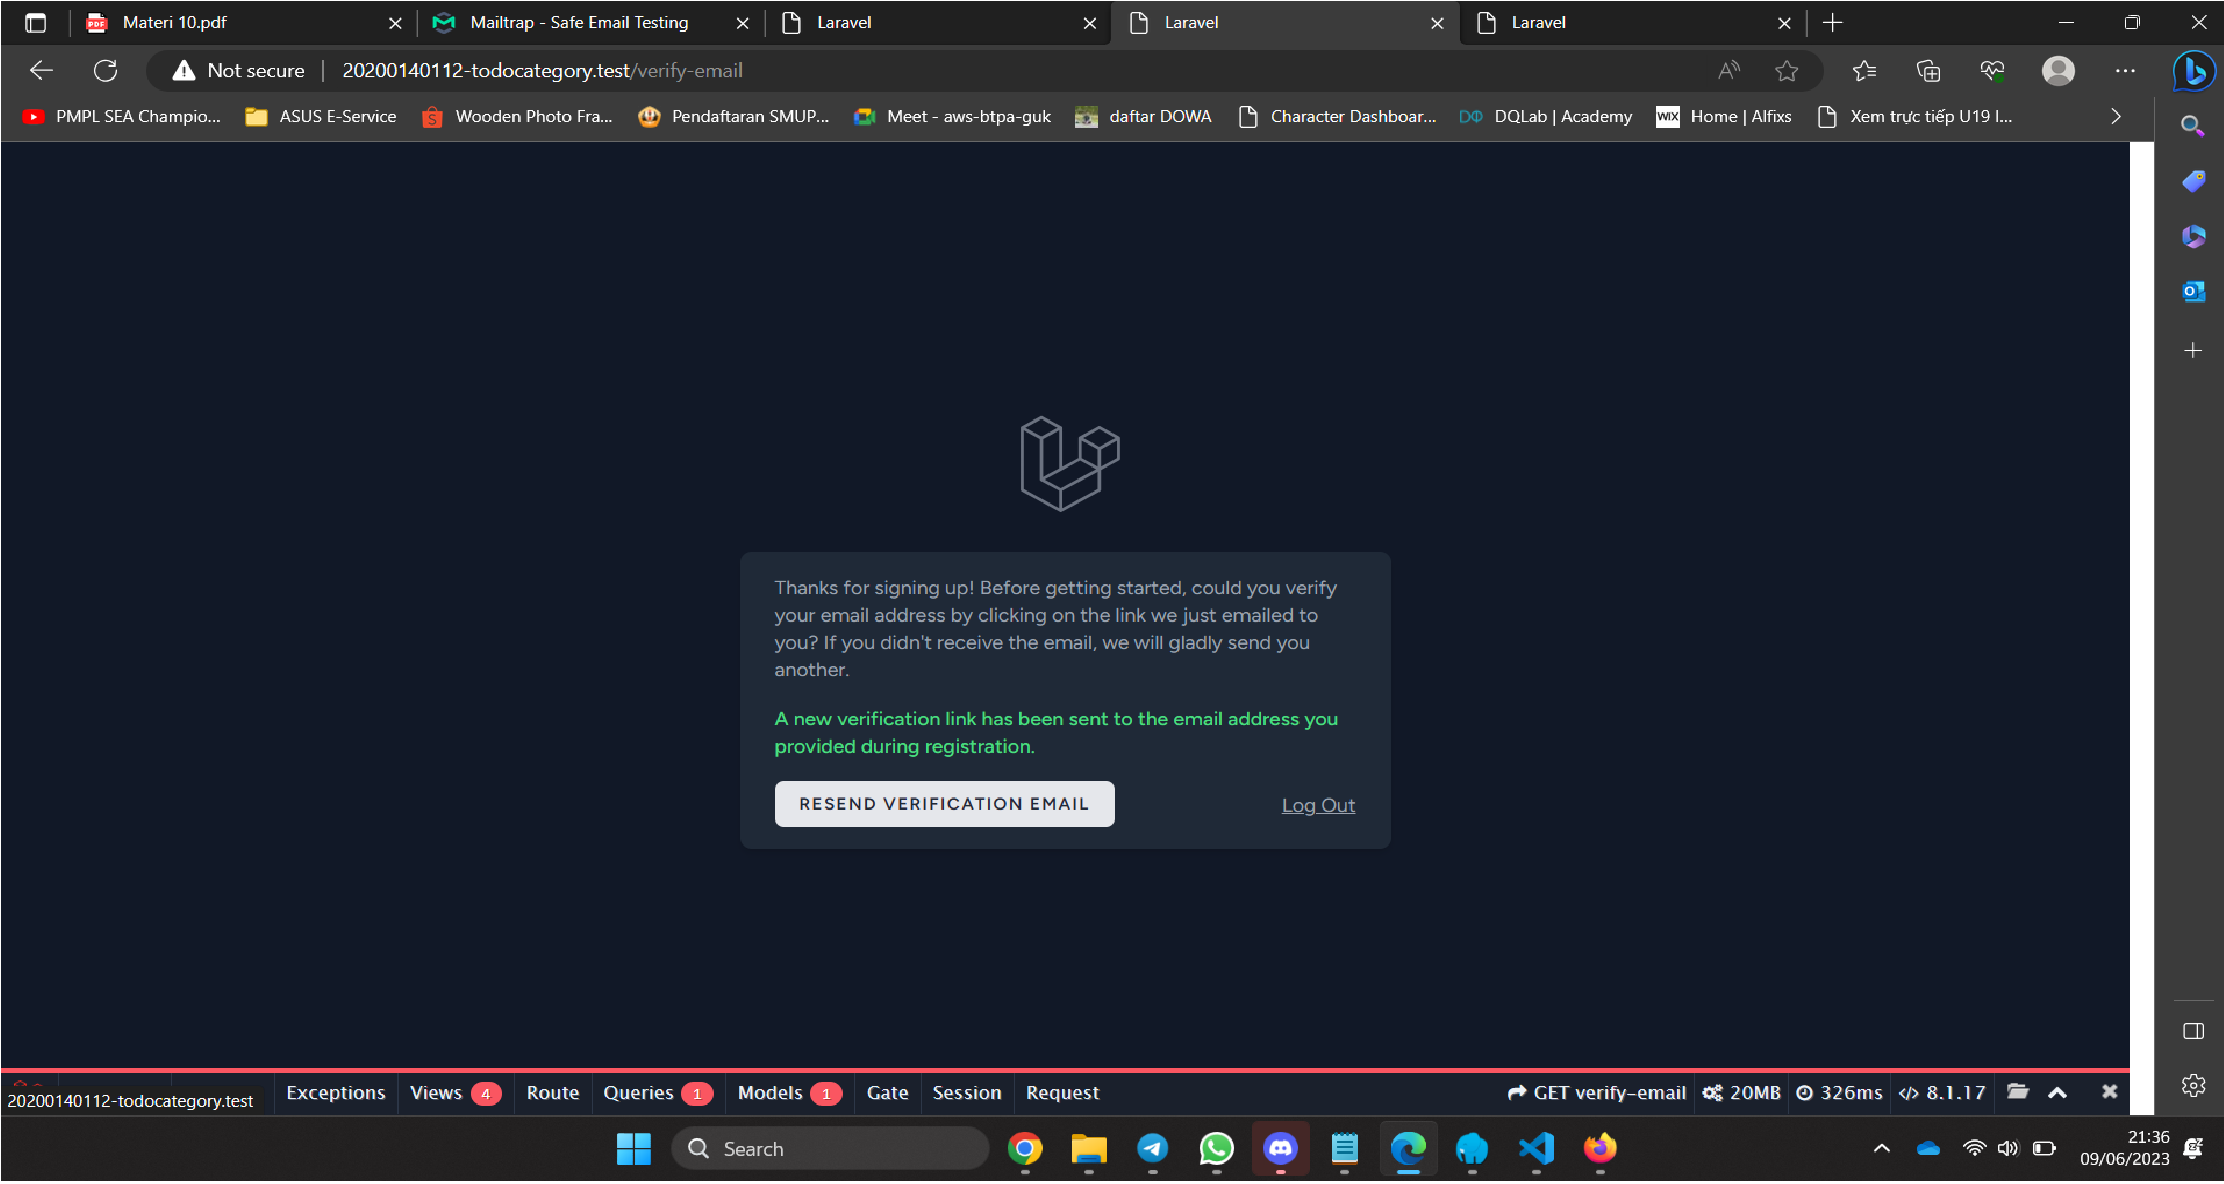 Materi 10.pdf
Mailtrap - Safe Email Testing
Laravel
Laravel
Laravel
Not secure
20200140112-todocategory.test/verify-email
PMPL SEA Champio...
ASUS E-Service
Wooden Photo Fra...
Pendaftaran SMUP...
Meet - aws-btpa-guk
daftar DOWA
Character Dashboar...
DQLab | Academy
WIX
Home | Alfixs
Xem trực tiếp U19 I...
Thanks for signing up! Before getting started, could you verify
your email address by clicking on the link we just emailed to
you? If you didn't receive the email, we will gladly send you
another.
A new verification link has been sent to the email address you
provided during registration.
RESEND VERIFICATION EMAIL
Log Out
20200140112-todocategory.test
Exceptions
Views 4
Route
Queries 1
Models 1
Gate
Session
Request
GET verify-email
20MB
326ms
8.1.17
Search
21:36
09/06/2023